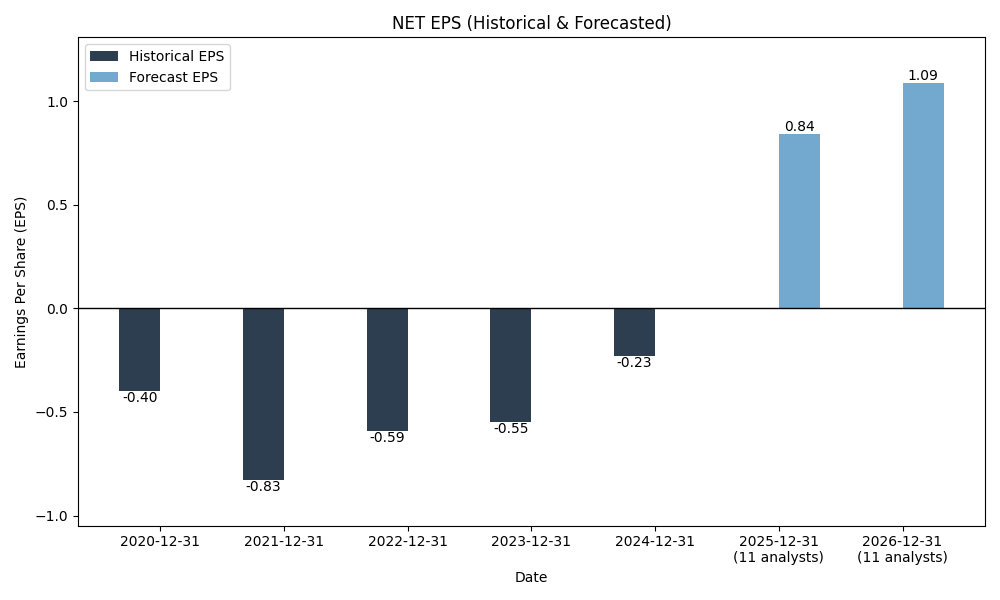 NET EPS (Historical & Forecasted)
Historical EPS
Forecast EPS
Earnings Per Share (EPS)
1.0
0.5
0.0
−0.5
−1.0
-0.40
-0.83
-0.59
-0.55
-0.23
0.84
1.09
2020-12-31
2021-12-31
2022-12-31
2023-12-31
2024-12-31
2025-12-31
(11 analysts)
2026-12-31
(11 analysts)
Date